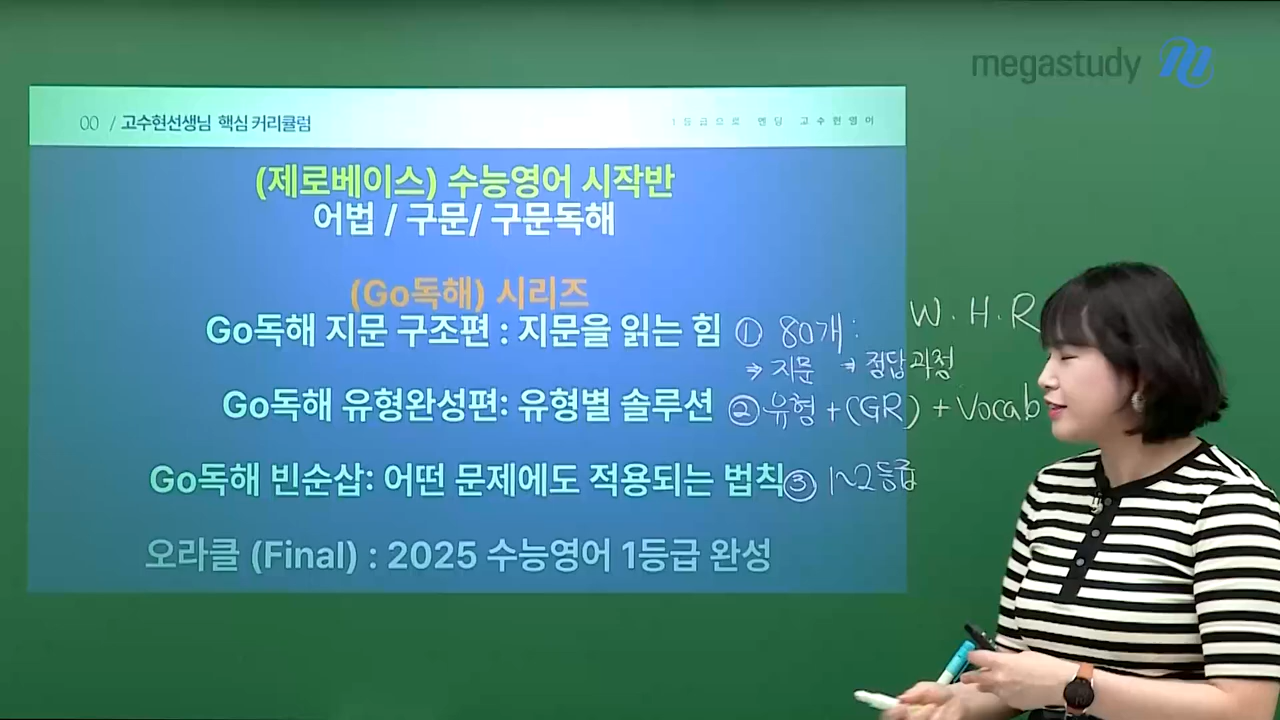 megastudy
00 / 고수현선생님 핵심 커리큘럼
1등급으로 엔딩 고수현영어
(제로베이스) 수능영어 시작반
어법 / 구문/ 구문독해
(Go독해) 시리즈
Go독해 지문 구조편 : 지문을 읽는 힘 ① 80개: W.H.R
⇒ 지문 ⇒ 정답과정
Go독해 유형완성편: 유형별 솔루션 ② 유형 + (GR) + Vocab
Go독해 빈순삽: 어떤 문제에도 적용되는 법칙 ③ 1~2등급
오라클 (Final) : 2025 수능영어 1등급 완성